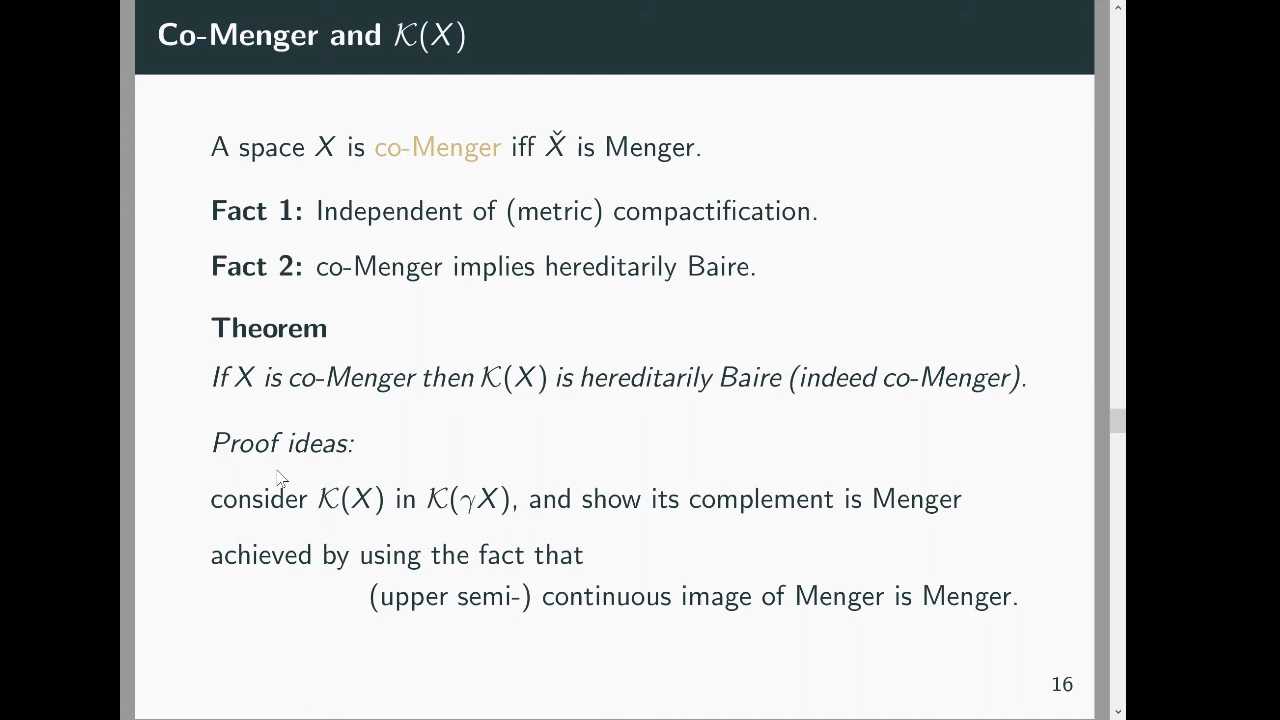 Co-Menger and 𝒦(X)
A space X is co-Menger iff X̌ is Menger.
Fact 1: Independent of (metric) compactification.
Fact 2: co-Menger implies hereditarily Baire.
Theorem
If X is co-Menger then 𝒦(X) is hereditarily Baire (indeed co-Menger).
Proof ideas:
consider 𝒦(X) in 𝒦(γX), and show its complement is Menger
achieved by using the fact that
(upper semi-) continuous image of Menger is Menger.
16